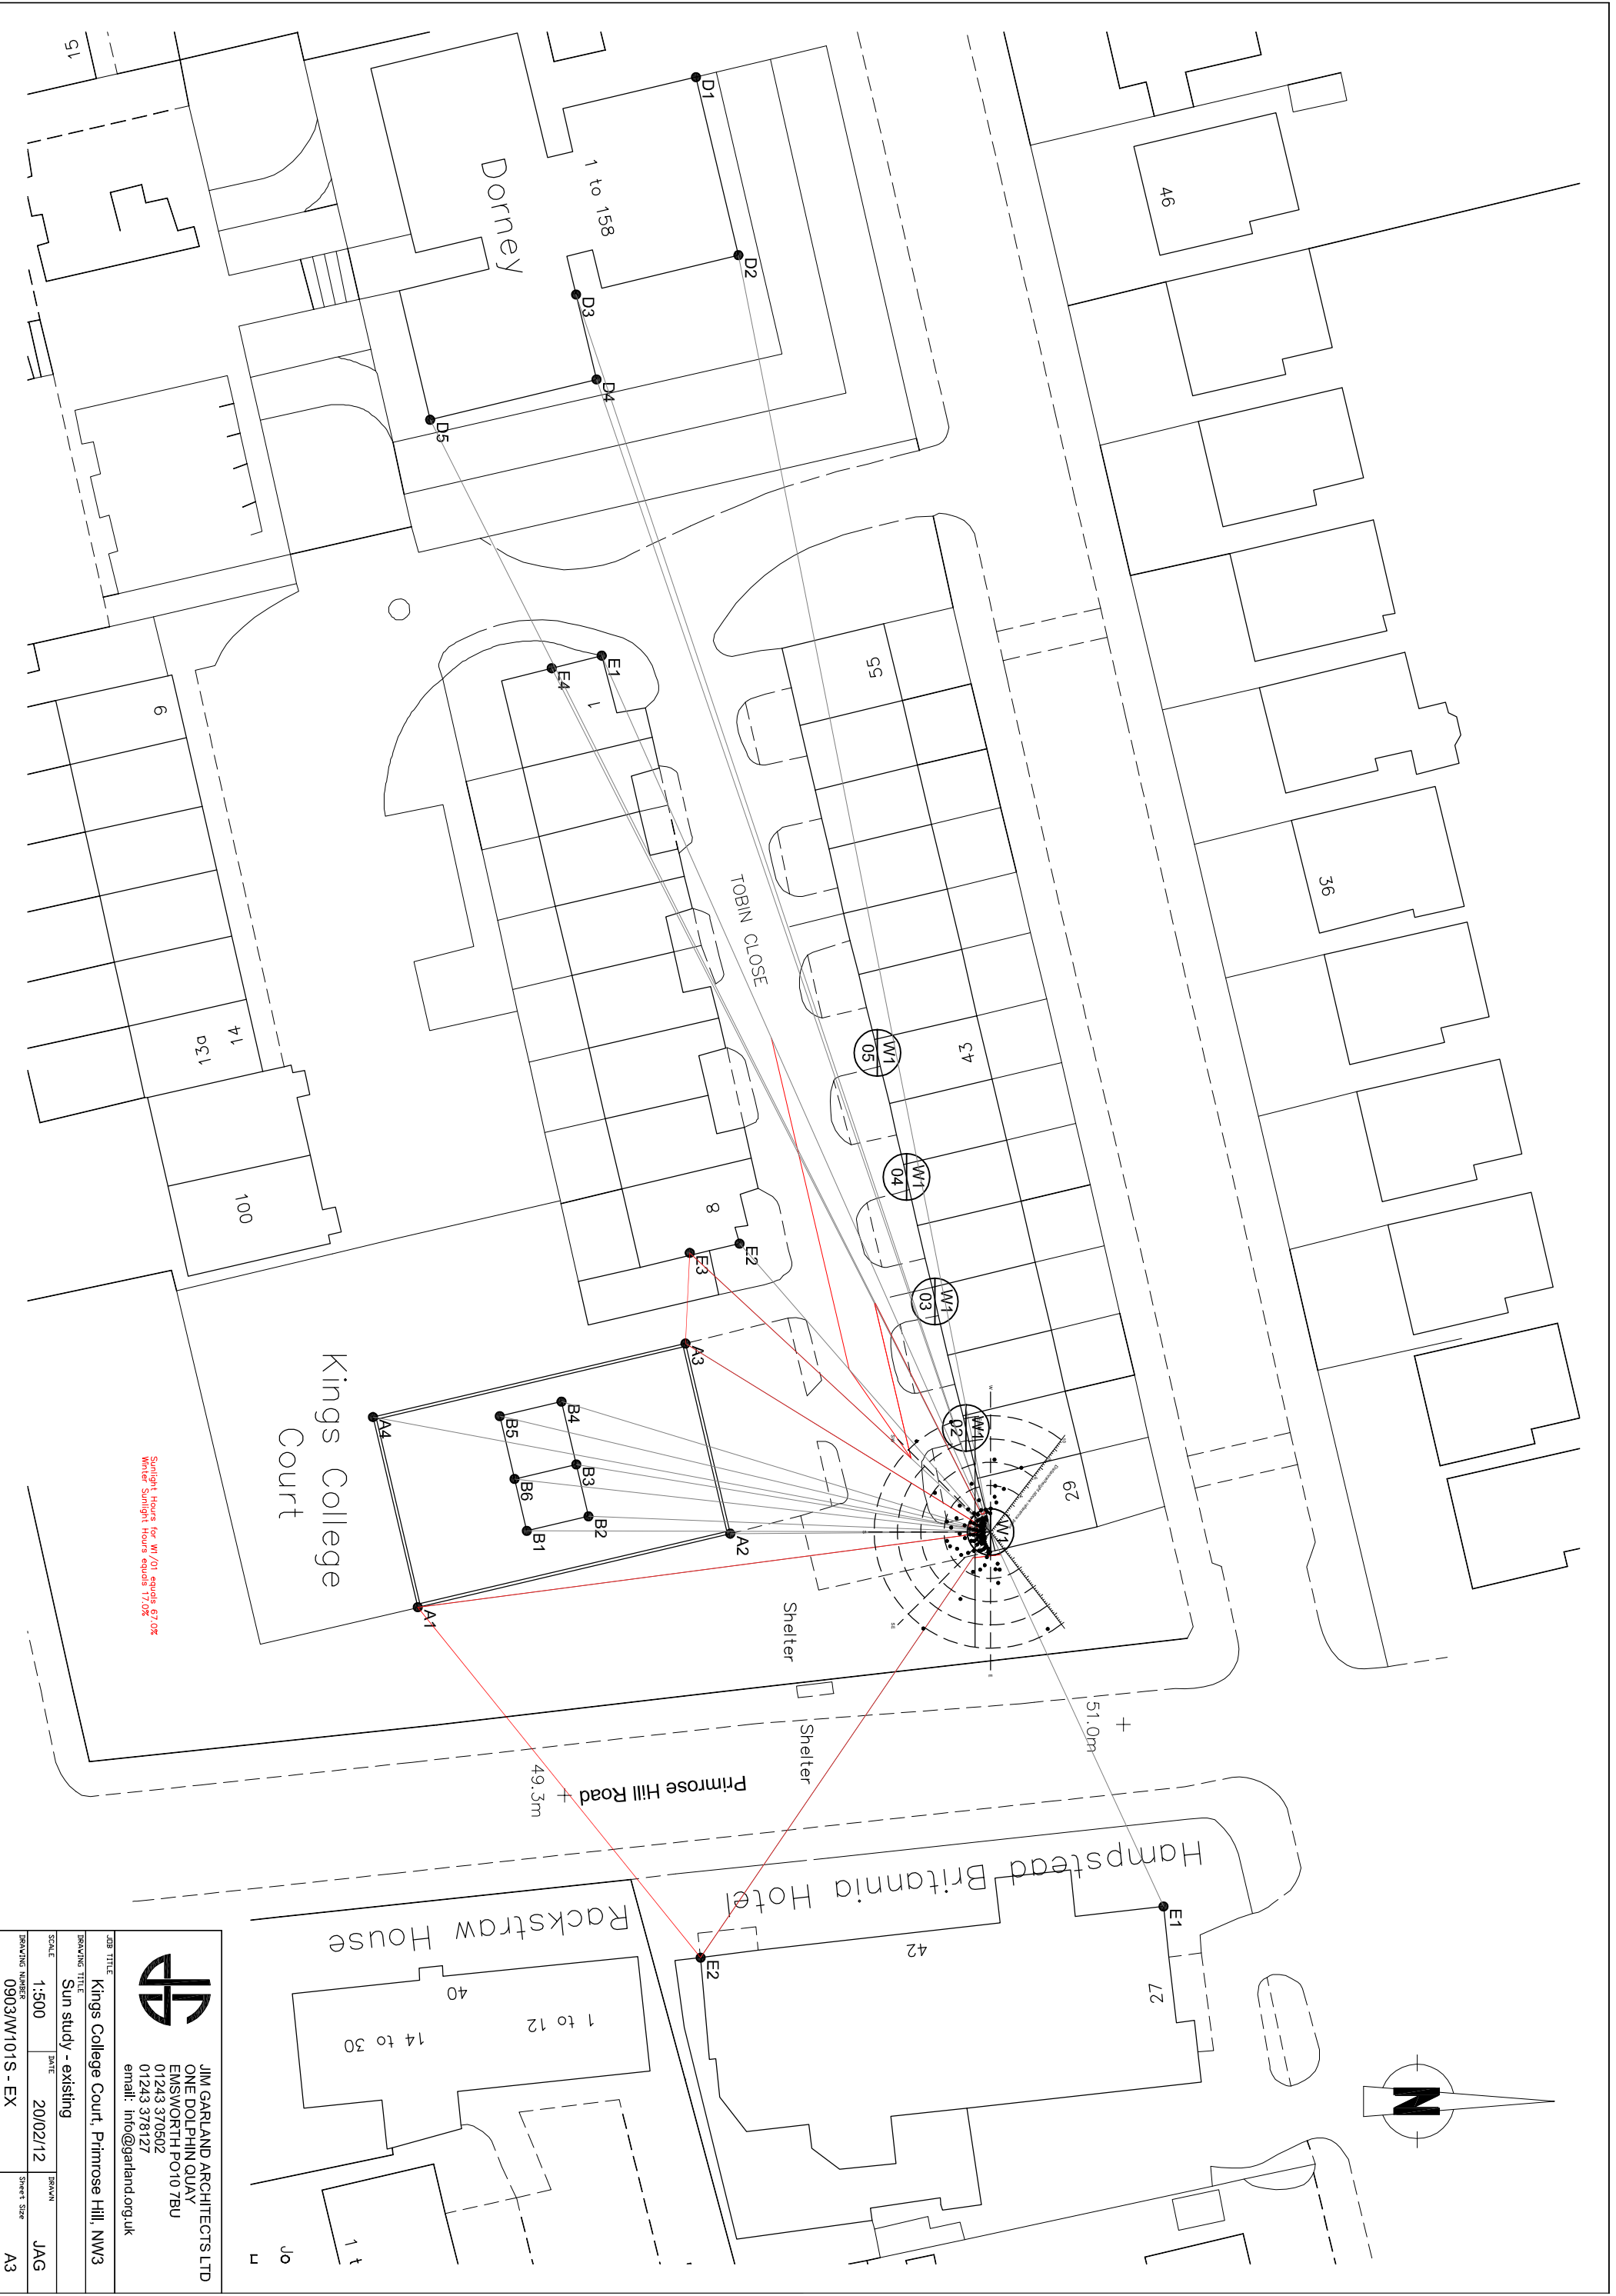 15
Dorney
1 to 158
D1
D2
D3
D4
D5
46
36
55
43
29
W1
05
W1
04
W1
03
W1
02
W1
TOBIN CLOSE
E1
E4
1
9
14
13a
100
8
E2
E3
A3
A4
A2
A1
B4
B5
B3
B6
B2
B1
Kings College
Court
Sunlight Hours for W1/01 equals 67.0%
Winter Sunlight Hours equals 17.0%
Shelter
Shelter
51.0m
49.3m
Primrose Hill Road
Hampstead Britannia Hotel
42
27
E1
E2
Rackstraw House
40
14 to 30
1 to 12
N
1 t
Jo
JIM GARLAND ARCHITECTS LTD
ONE DOLPHIN QUAY
EMSWORTH PO10 7BU
01243 370502
01243 378127
email: info@garland.org.uk
JOB TITLE
Kings College Court, Primrose Hill, NW3
DRAWING TITLE
Sun study - existing
SCALE
1:500
DATE
20/02/12
DRAWN
JAG
DRAWING NUMBER
0903/W101S - EX
Sheet Size
A3